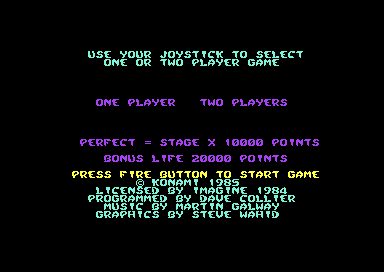 USE YOUR JOYSTICK TO SELECT
ONE OR TWO PLAYER GAME
ONE PLAYER TWO PLAYERS
PERFECT = STAGE X 10000 POINTS
BONUS LIFE 20000 POINTS
PRESS FIRE BUTTON TO START GAME
© KONAMI 1985
LICENSED BY IMAGINE 1984
PROGRAMMED BY DAVE COLLIER
MUSIC BY MARTIN GALWAY
GRAPHICS BY STEVE WAHID